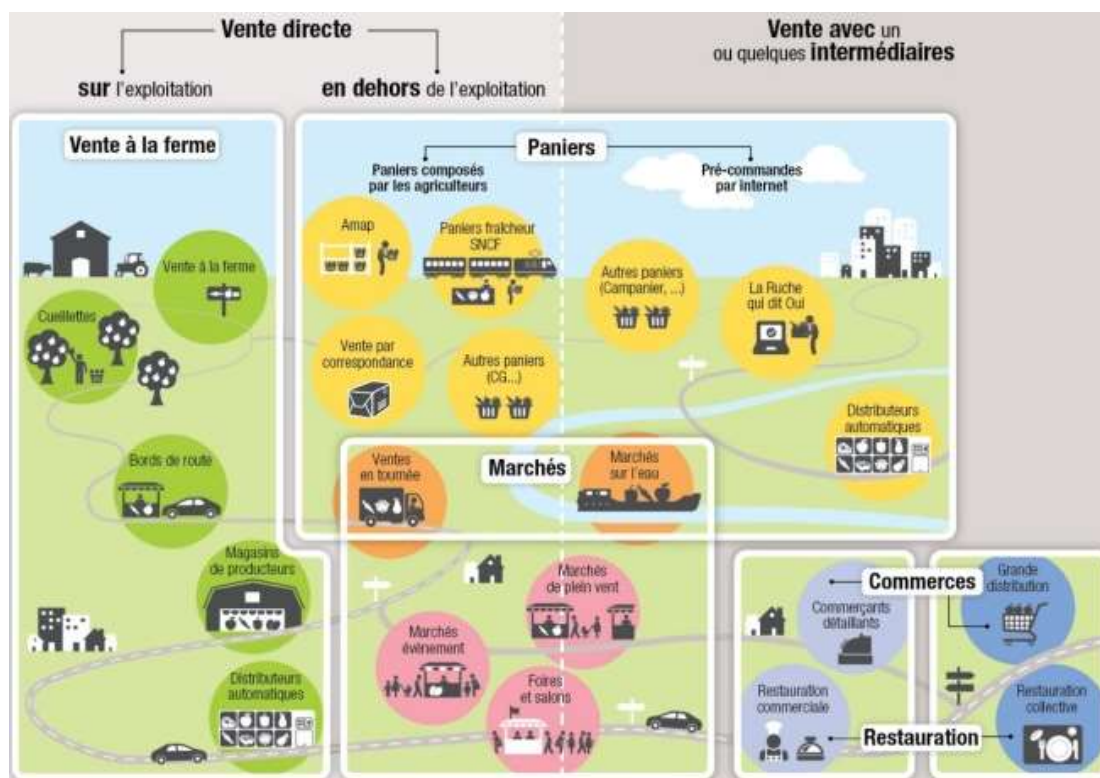 Vente directe
sur l'exploitation
en dehors de l'exploitation
Vente avec un
ou quelques intermédiaires
Vente à la ferme
Vente à la ferme
Cueillettes
Bords de route
Magasins
de producteurs
Distributeurs
automatiques
Paniers
Paniers composés
par les agriculteurs
Pré-commandes
par internet
Amap
Paniers fraîcheur
SNCF
Autres paniers
(Campanier, ...)
La Ruche
qui dit Oui
Vente par
correspondance
Autres paniers
(CG...)
Distributeurs
automatiques
Marchés
Ventes
en tournée
Marchés
sur l'eau
Marchés
de plein vent
Marchés
évènement
Foires
et salons
Commerces
Commerçants
détaillants
Grande
distribution
Restauration
commerciale
Restauration
Restauration
collective